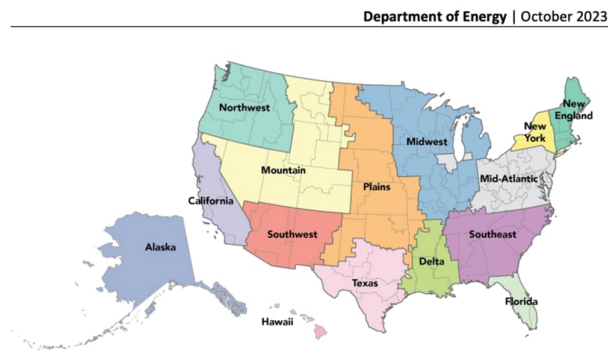 Department of Energy | October 2023
Northwest
New
England
New
York
Midwest
Mountain
Mid-Atlantic
Plains
California
Southwest
Southeast
Alaska
Delta
Texas
Florida
Hawaii